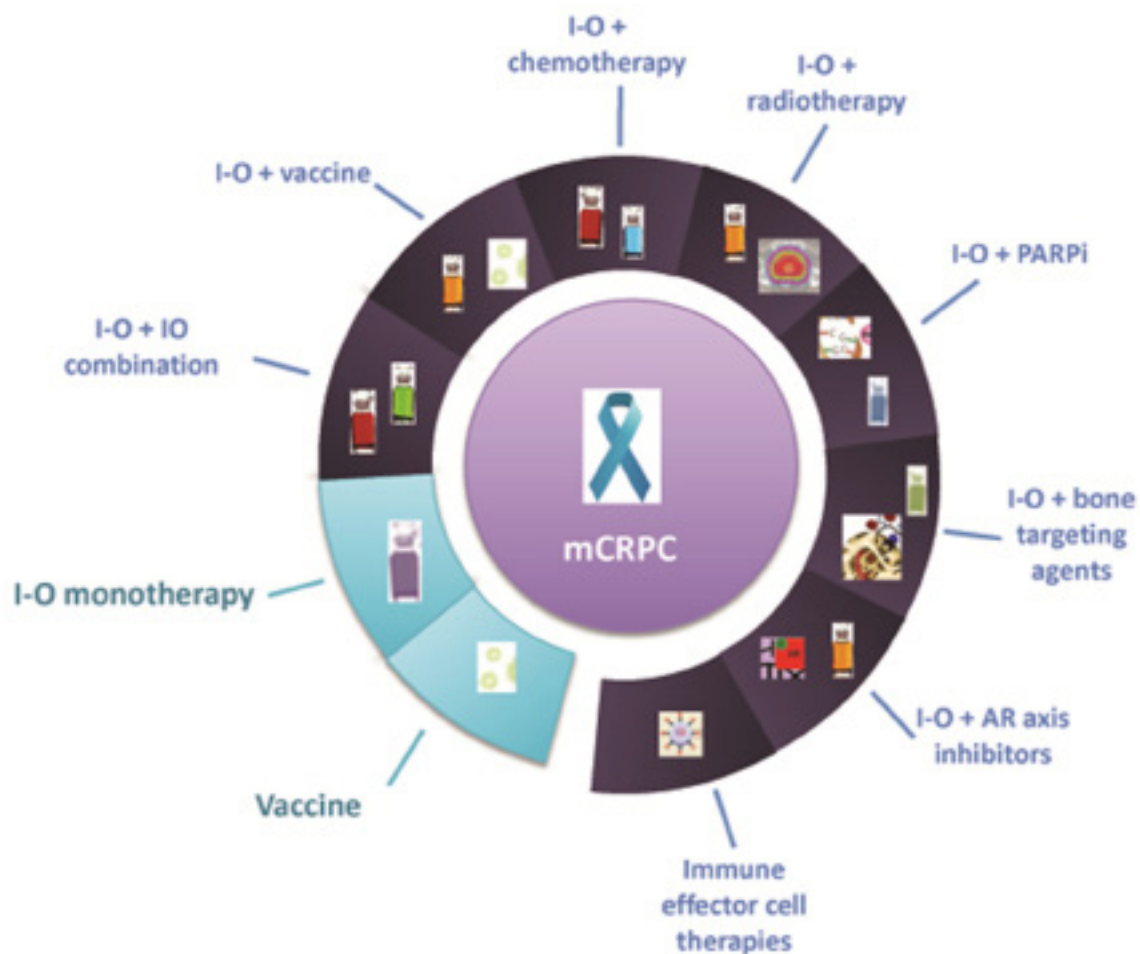 I-O +
chemotherapy
I-O +
radiotherapy
I-O + vaccine
I-O + PARPi
I-O + IO
combination
mCRPC
I-O + bone
targeting
agents
I-O monotherapy
I-O + AR axis
inhibitors
Vaccine
Immune
effector cell
therapies